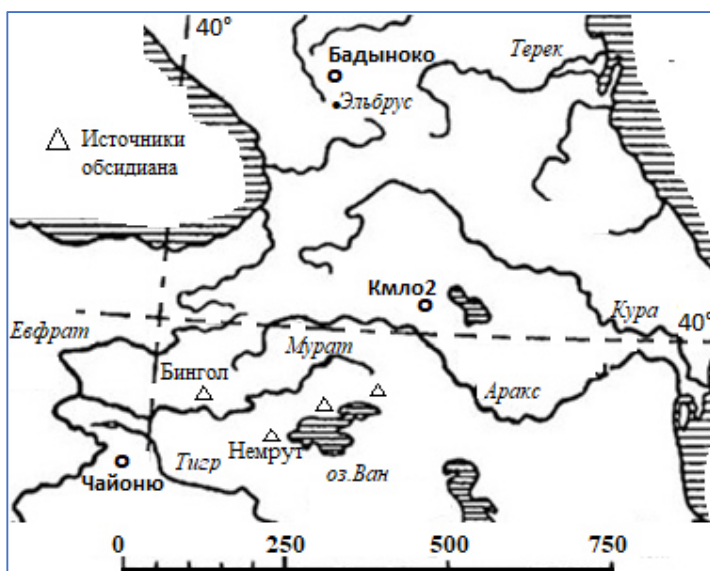 40°
Бадыноко
Терек
Эльбрус
Источники
обсидиана
Кмло2
Кура
Евфрат
40°
Мурат
Бингол
Аракс
Немрут
Тигр
оз.Ван
Чайоню
0 250 500 750